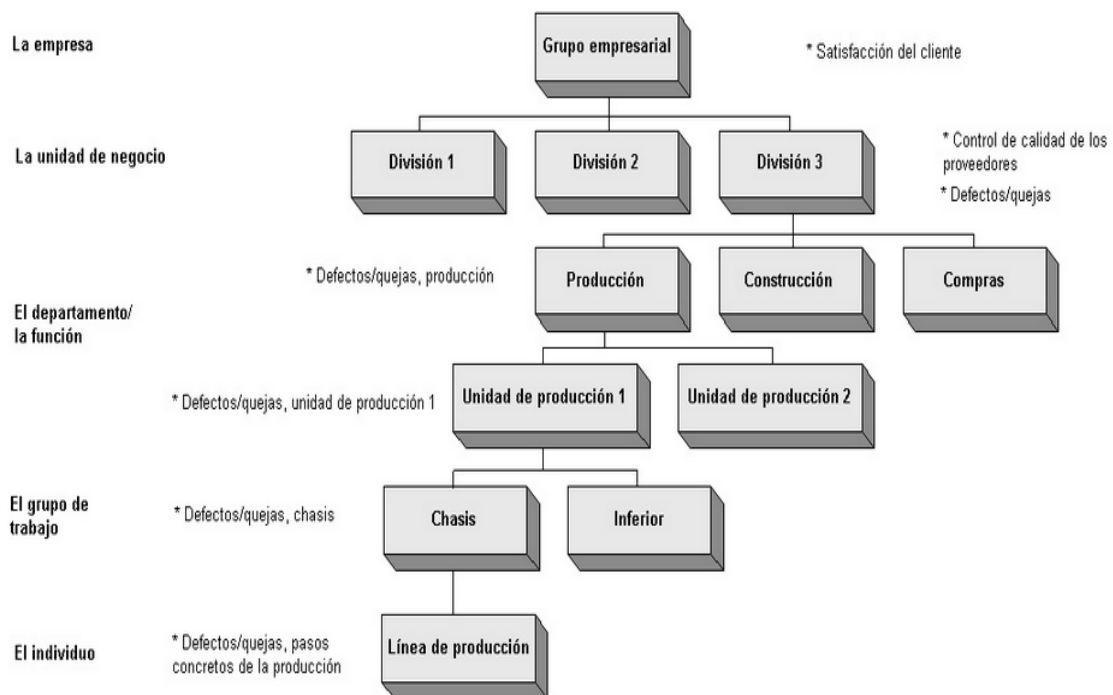 La empresa
Grupo empresarial
* Satisfacción del cliente
La unidad de negocio
División 1
División 2
División 3
* Control de calidad de los
proveedores
* Defectos/quejas
* Defectos/quejas, producción
Producción
Construcción
Compras
El departamento/
la función
* Defectos/quejas, unidad de producción 1
Unidad de producción 1
Unidad de producción 2
El grupo de
trabajo
* Defectos/quejas, chasis
Chasis
Inferior
El individuo
* Defectos/quejas, pasos
concretos de la producción
Línea de producción